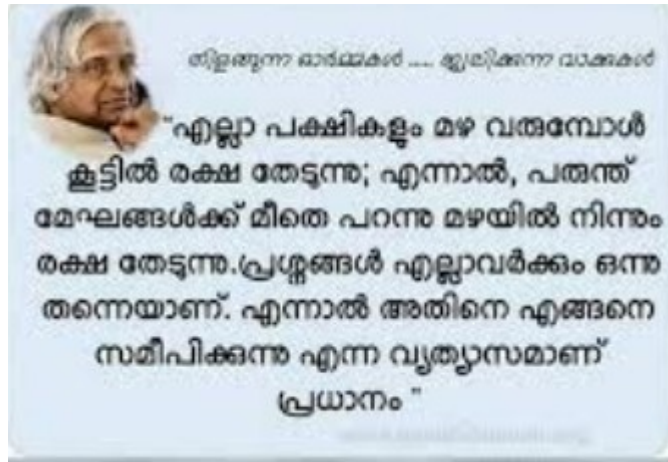 തിളങ്ങുന്ന ഓർമ്മകൾ .... ജ്വലിക്കുന്ന വാക്കുകൾ
"എല്ലാ പക്ഷികളും മഴ വരുമ്പോൾ
കൂട്ടിൽ രക്ഷ തേടുന്നു; എന്നാൽ, പരുന്ത്
മേഘങ്ങൾക്ക് മീതെ പറന്നു മഴയിൽ നിന്നും
രക്ഷ തേടുന്നു.പ്രശ്നങ്ങൾ എല്ലാവർക്കും ഒന്നു
തന്നെയാണ്. എന്നാൽ അതിനെ എങ്ങനെ
സമീപിക്കുന്നു എന്ന വ്യത്യാസമാണ്
പ്രധാനം "